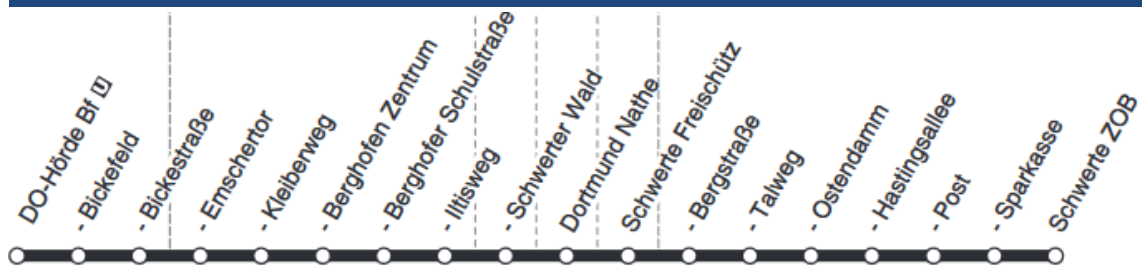 DO-Hörde Bf U
- Bickefeld
- Bickestraße
- Emschertor
- Kleiberweg
- Berghofen Zentrum
- Berghofer Schulstraße
- Iltisweg
- Schwerter Wald
Dortmund Nathe
Schwerte Freischütz
- Bergstraße
- Talweg
- Ostendamm
- Hastingsallee
- Post
- Sparkasse
Schwerte ZOB